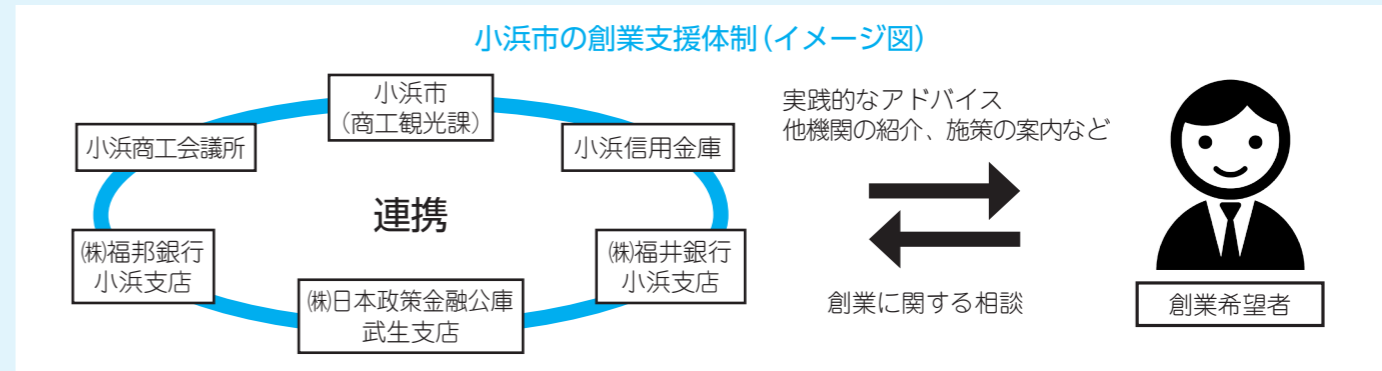 小浜市の創業支援体制(イメージ図)
小浜市
(商工観光課)
小浜商工会議所
小浜信用金庫
連携
㈱福邦銀行
小浜支店
㈱福井銀行
小浜支店
㈱日本政策金融公庫
武生支店
実践的なアドバイス
他機関の紹介、施策の案内など
創業に関する相談
創業希望者